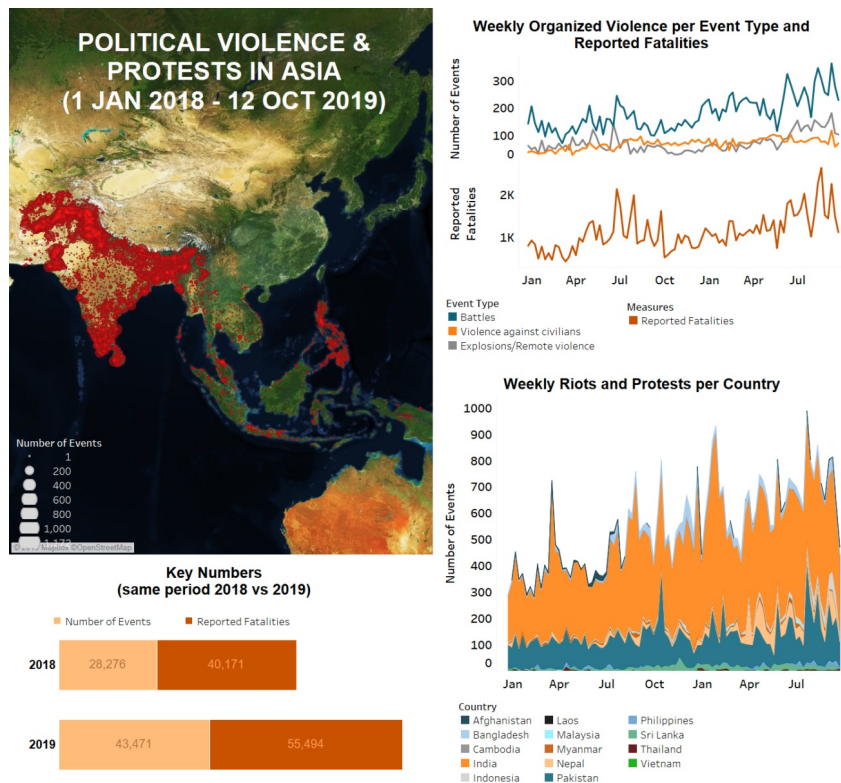 POLITICAL VIOLENCE &
PROTESTS IN ASIA
(1 JAN 2018 - 12 OCT 2019)
Number of Events
1
200
400
600
800
1,000
©OpenStreetMap
Key Numbers
(same period 2018 vs 2019)
Number of Events Reported Fatalities
2018 28,276 40,171
2019 43,471 55,494
Weekly Organized Violence per Event Type and
Reported Fatalities
Number of Events
300
200
100
0
Reported
Fatalities
2K
1K
Jan Apr Jul Oct Jan Apr Jul
Event Type
Battles
Violence against civilians
Explosions/Remote violence
Measures
Reported Fatalities
Weekly Riots and Protests per Country
Number of Events
1000
900
800
700
600
500
400
300
200
100
0
Jan Apr Jul Oct Jan Apr Jul
Country
Afghanistan Laos Philippines
Bangladesh Malaysia Sri Lanka
Cambodia Myanmar Thailand
India Nepal Vietnam
Indonesia Pakistan